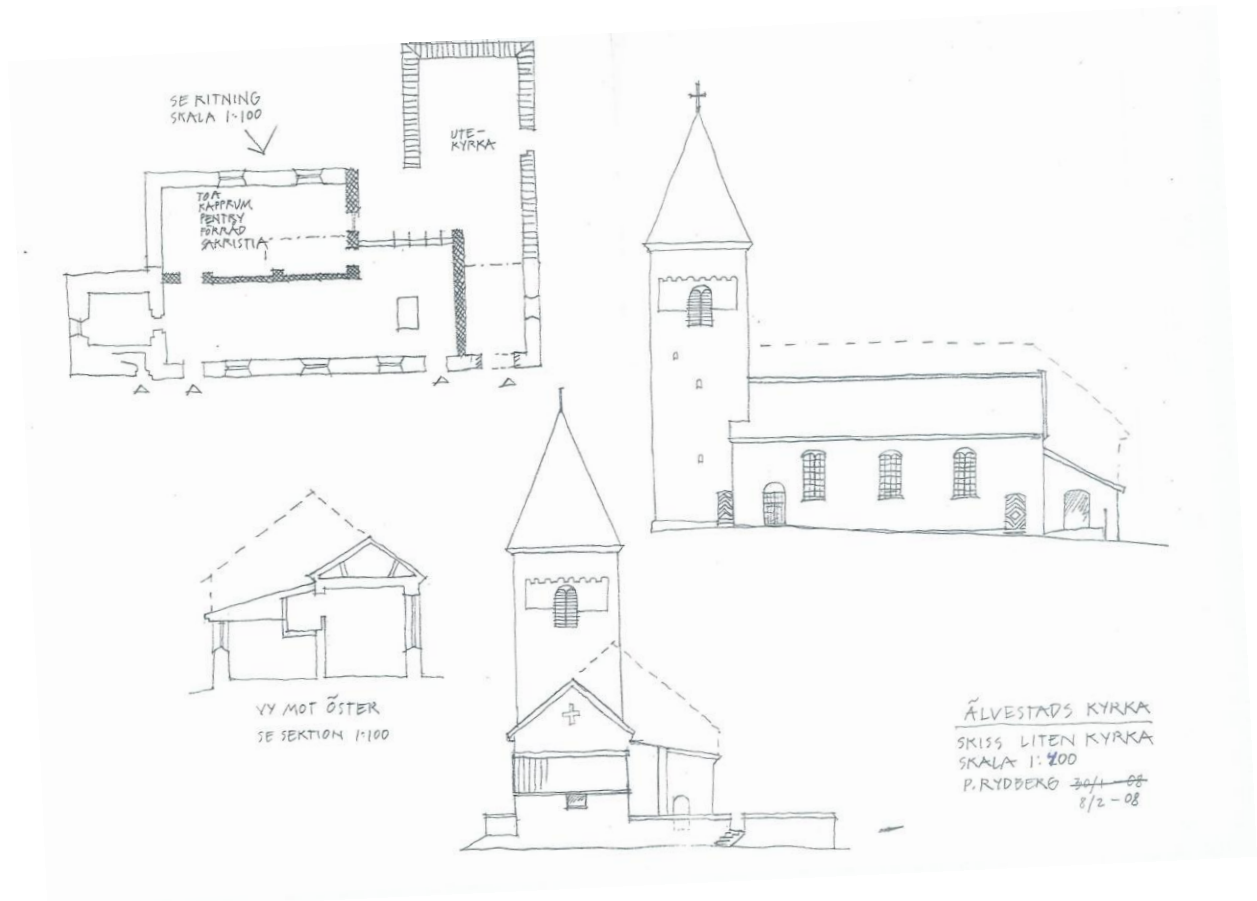 SE RITNING
SKALA 1:100
UTE-
KYRKA
TOA
KAPPRUM
PENTRY
FÖRRÅD
SAKRISTIA
VY MOT ÖSTER
SE SEKTION 1:100
ÄLVESTADS KYRKA
SKISS LITEN KYRKA
SKALA 1:400
P. RYDBERG 30/1 - 08
8/2 - 08